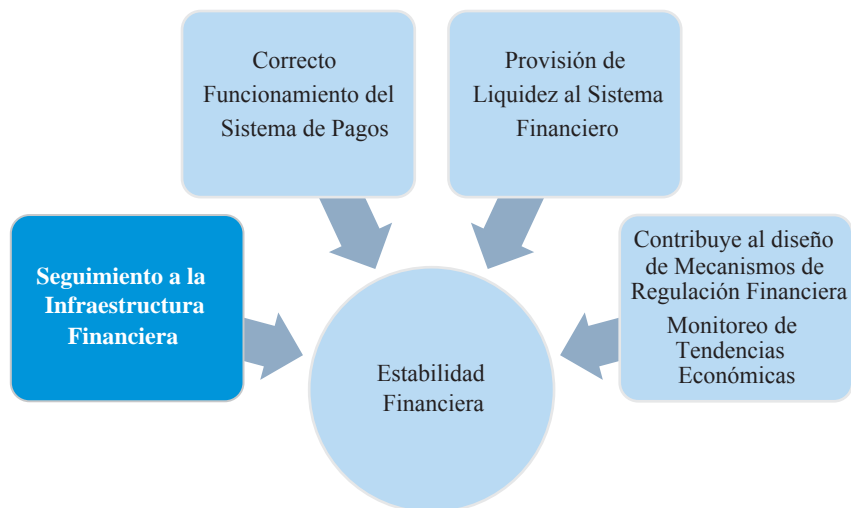 Correcto
Funcionamiento del
Sistema de Pagos
Provisión de
Liquidez al Sistema
Financiero
Seguimiento a la
Infraestructura
Financiera
Contribuye al diseño
de Mecanismos de
Regulación Financiera
Monitoreo de
Tendencias
Económicas
Estabilidad
Financiera